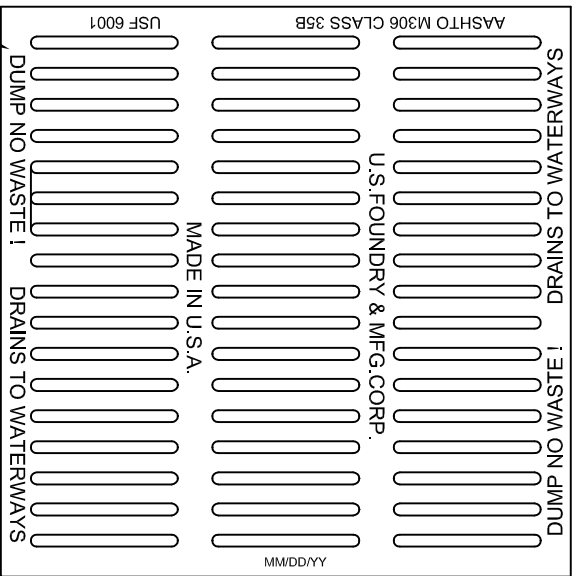 USF 6001
AASHTO M306 CLASS 35B
DUMP NO WASTE ! DRAINS TO WATERWAYS
MADE IN U.S.A.
U.S.FOUNDRY & MFG.CORP.
DUMP NO WASTE ! DRAINS TO WATERWAYS
MM/DD/YY